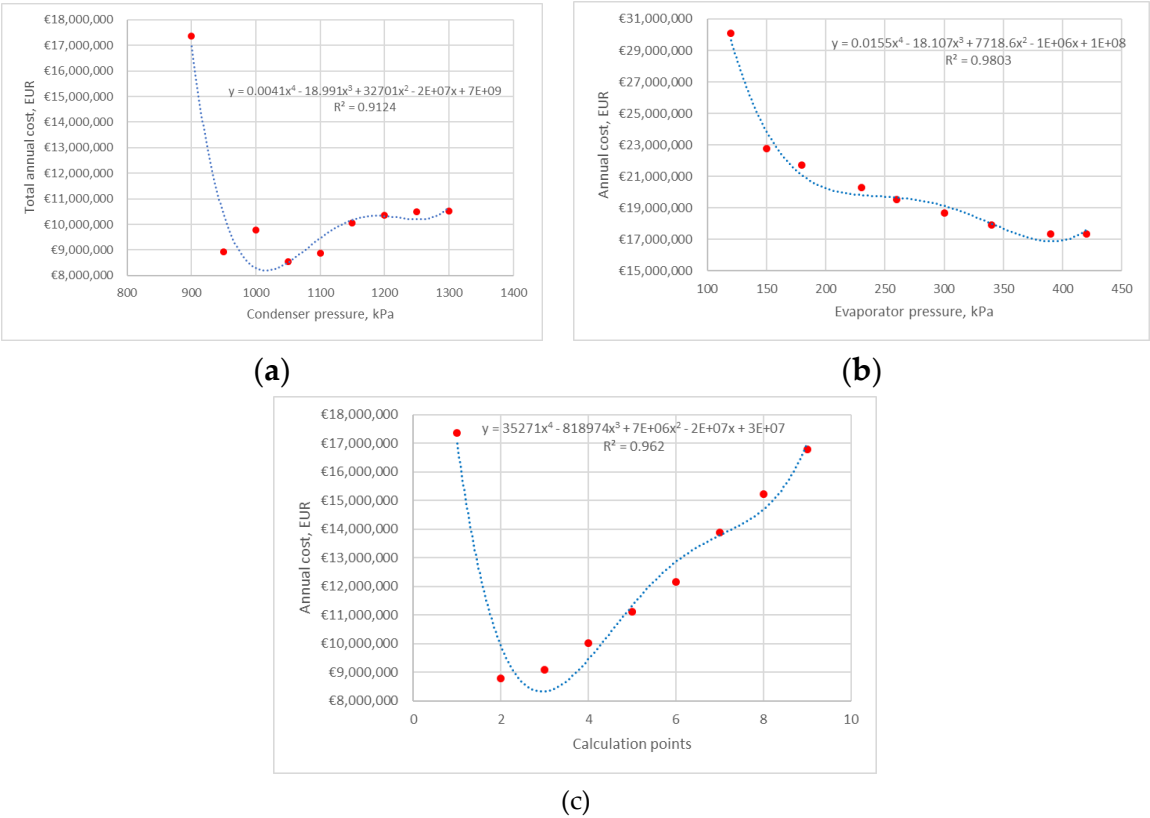 €18,000,000
€17,000,000
€16,000,000
€15,000,000
€14,000,000
€13,000,000
€12,000,000
€11,000,000
€10,000,000
€9,000,000
€8,000,000
Total annual cost, EUR
y = 0.0041x⁴ - 18.991x³ + 32701x² - 2E+07x + 7E+09
R² = 0.9124
800 900 1000 1100 1200 1300 1400
Condenser pressure, kPa
(a)
€31,000,000
€29,000,000
€27,000,000
€25,000,000
€23,000,000
€21,000,000
€19,000,000
€17,000,000
€15,000,000
Annual cost, EUR
y = 0.0155x⁴ - 18.107x³ + 7718.6x² - 1E+06x + 1E+08
R² = 0.9803
100 150 200 250 300 350 400 450
Evaporator pressure, kPa
(b)
€18,000,000
€17,000,000
€16,000,000
€15,000,000
€14,000,000
€13,000,000
€12,000,000
€11,000,000
€10,000,000
€9,000,000
€8,000,000
Annual cost, EUR
y = 35271x⁴ - 818974x³ + 7E+06x² - 2E+07x + 3E+07
R² = 0.962
0 2 4 6 8 10
Calculation points
(c)